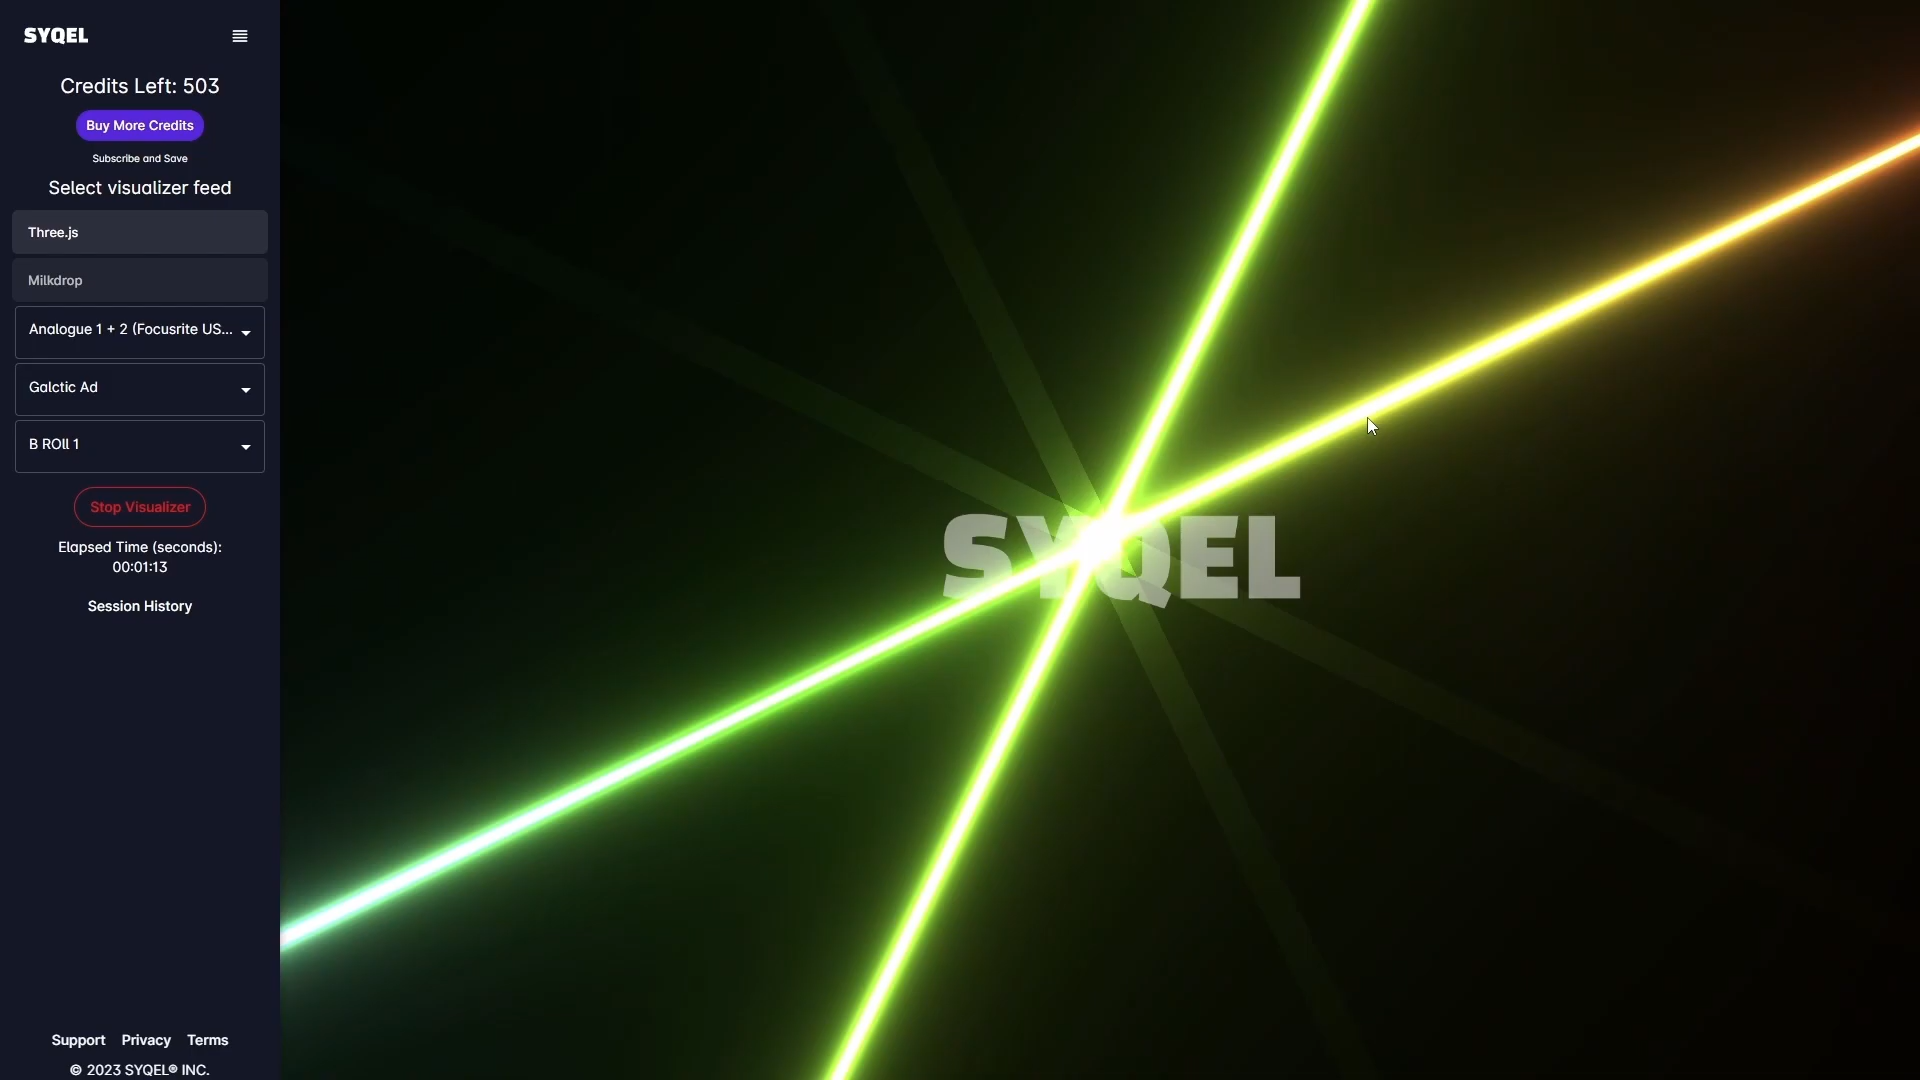 SYQEL
Credits Left: 503
Buy More Credits
Subscribe and Save
Select visualizer feed
Three.js
Milkdrop
Analogue 1 + 2 (Focusrite US...
Galctic Ad
B ROll 1
Stop Visualizer
Elapsed Time (seconds):
00:01:13
Session History
Support Privacy Terms
© 2023 SYQEL® INC.
SYQEL